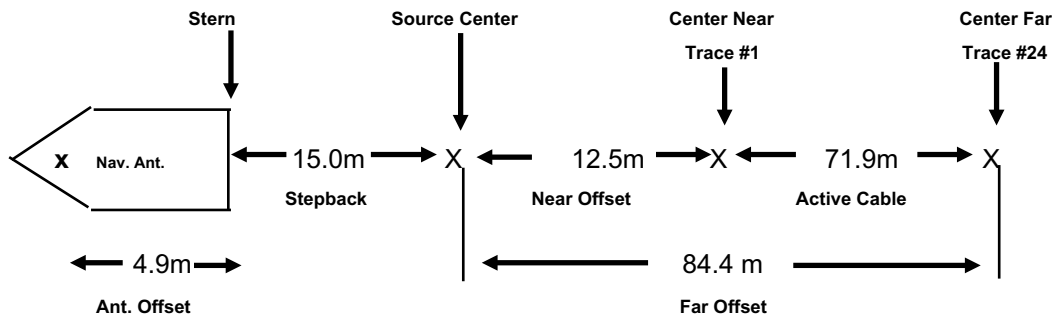 Stern
Source Center
Center Near
Trace #1
Center Far
Trace #24
X Nav. Ant.
15.0m
X
12.5m
X
71.9m
X
Stepback
Near Offset
Active Cable
4.9m
84.4 m
Ant. Offset
Far Offset